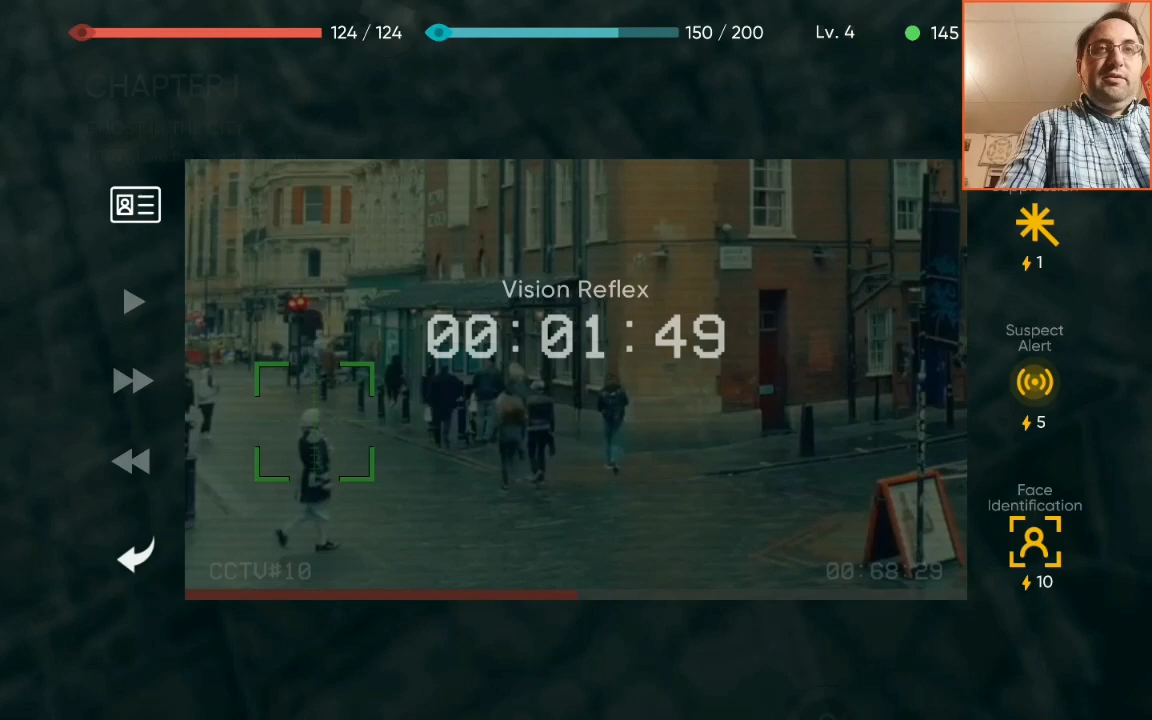 124 / 124
150 / 200
Lv. 4
145
CHAPTER I
1
Vision Reflex
00:01:49
Suspect
Alert
5
Face
Identification
10
CCTV#10
00:68:29